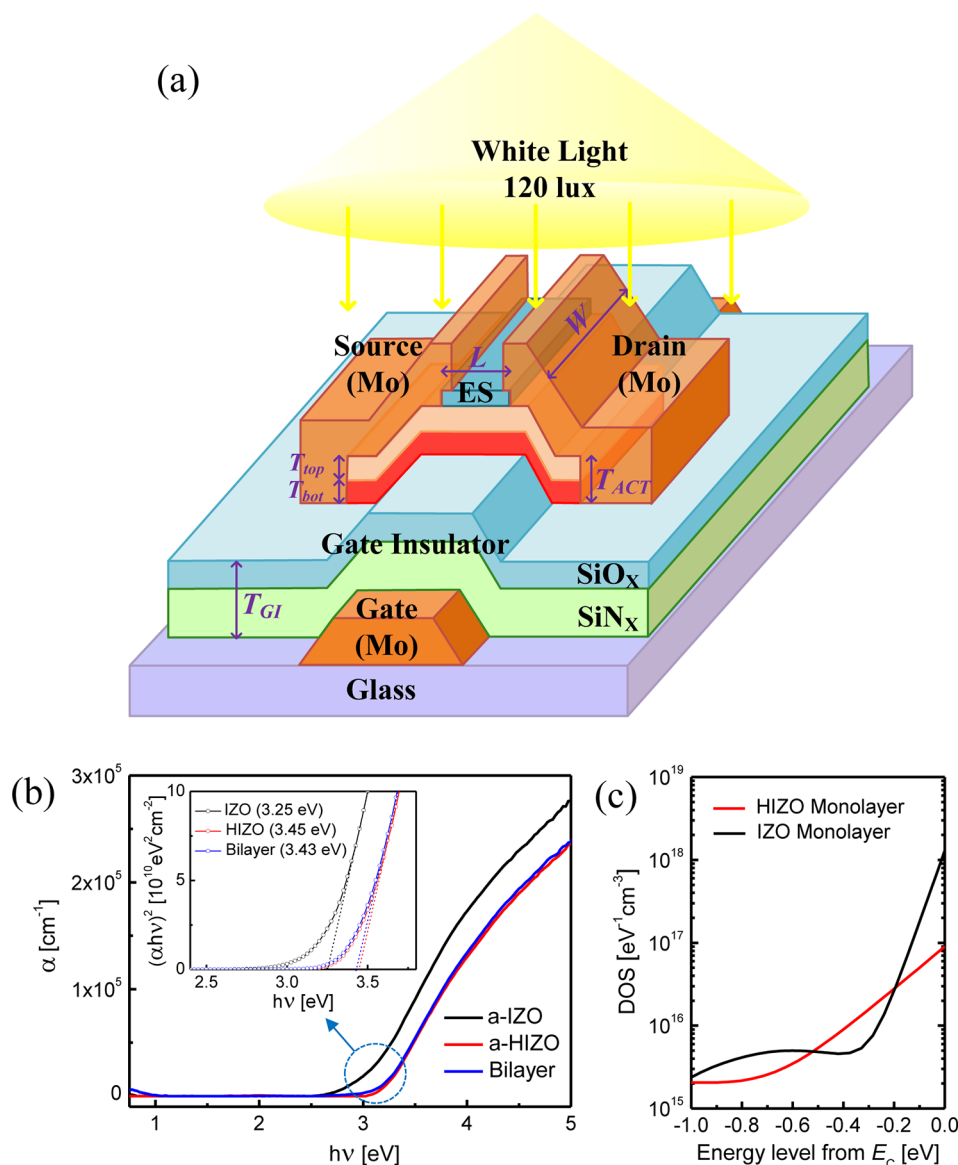 (a)
White Light
120 lux
Source
(Mo)
L
W
Drain
(Mo)
ES
T_top
T_bot
T_ACT
Gate Insulator
T_GI
SiO_X
SiN_X
Gate
(Mo)
Glass
(b)
3x10^5
2x10^5
1x10^5
0
α [cm^-1]
1
2
3
4
5
hν [eV]
10
5
0
(αhν)^2 [10^10 eV^2cm^-2]
IZO (3.25 eV)
HIZO (3.45 eV)
Bilayer (3.43 eV)
2.5
3.0
3.5
hν [eV]
a-IZO
a-HIZO
Bilayer
(c)
10^19
10^18
10^17
10^16
10^15
DOS [eV^-1cm^-3]
HIZO Monolayer
IZO Monolayer
-1.0 -0.8 -0.6 -0.4 -0.2 0.0
Energy level from E_C [eV]